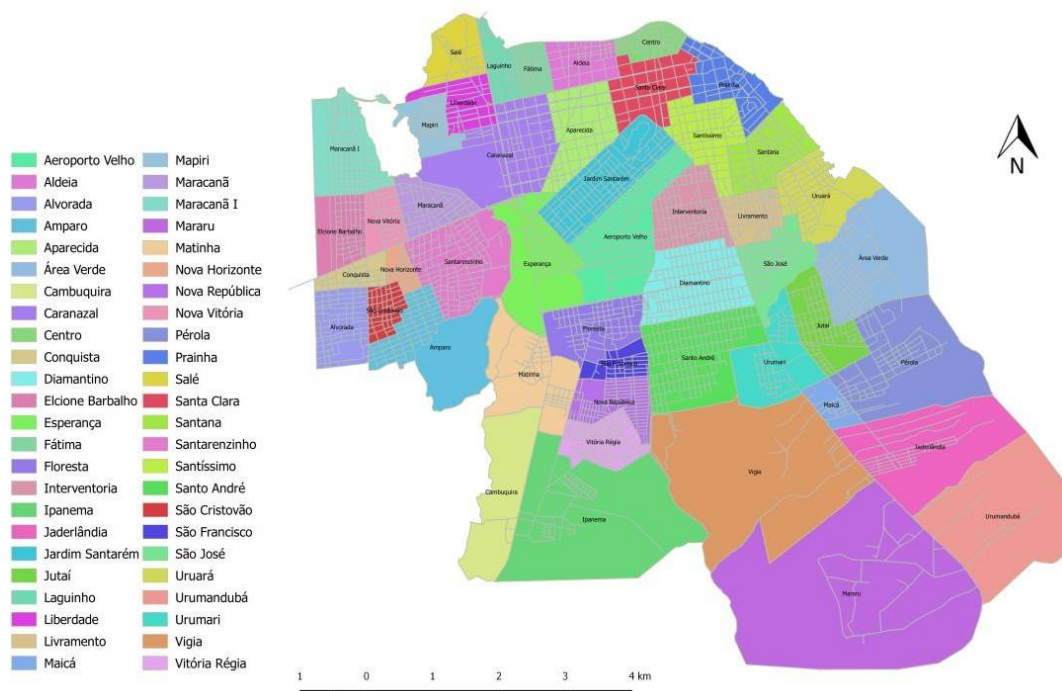 Aeroporto Velho
Aldeia
Alvorada
Amparo
Aparecida
Área Verde
Cambuquira
Caranazal
Centro
Conquista
Diamantino
Elcione Barbalho
Esperança
Fátima
Floresta
Interventoria
Ipanema
Jaderlândia
Jardim Santarém
Jutaí
Laguinho
Liberdade
Livramento
Maicá
Mapiri
Maracanã
Maracanã I
Mararu
Matinha
Nova Horizonte
Nova República
Nova Vitória
Pérola
Prainha
Salé
Santa Clara
Santana
Santarenzinho
Santíssimo
Santo André
São Cristovão
São Francisco
São José
Uruará
Urumandubá
Urumari
Vigia
Vitória Régia
Salé
Laguinho
Fátima
Aldeia
Centro
Santa Clara
Prainha
Liberdade
Mapiri
Maracanã I
Caranazal
Aparecida
Santíssimo
Santana
Jardim Santarém
Maracanã
Elcione Barbalho
Nova Vitória
Interventoria
Livramento
Uruará
Aeroporto Velho
Santarenzinho
Esperança
São José
Área Verde
Conquista
Nova Horizonte
Diamantino
Alvorada
Amparo
Floresta
Jutaí
Santo André
Urumari
Pérola
Matinha
Nova República
Maicá
Vitória Régia
Jaderlândia
Vigia
Cambuquira
Ipanema
Urumandubá
Mararu
N
1 0 1 2 3 4 km